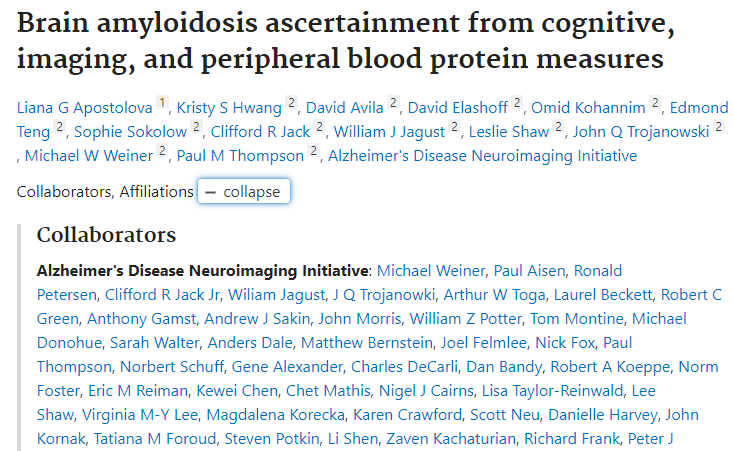 Brain amyloidosis ascertainment from cognitive,
imaging, and peripheral blood protein measures
Liana G Apostolova 1, Kristy S Hwang 2, David Avila 2, David Elashoff 2, Omid Kohannim 2, Edmond
Teng 2, Sophie Sokolow 2, Clifford R Jack 2, William J Jagust 2, Leslie Shaw 2, John Q Trojanowski 2
, Michael W Weiner 2, Paul M Thompson 2, Alzheimer's Disease Neuroimaging Initiative
Collaborators, Affiliations — collapse
Collaborators
Alzheimer's Disease Neuroimaging Initiative: Michael Weiner, Paul Aisen, Ronald
Petersen, Clifford R Jack Jr, Wiliam Jagust, J Q Trojanowki, Arthur W Toga, Laurel Beckett, Robert C
Green, Anthony Gamst, Andrew J Sakin, John Morris, William Z Potter, Tom Montine, Michael
Donohue, Sarah Walter, Anders Dale, Matthew Bernstein, Joel Felmlee, Nick Fox, Paul
Thompson, Norbert Schuff, Gene Alexander, Charles DeCarli, Dan Bandy, Robert A Koeppe, Norm
Foster, Eric M Reiman, Kewei Chen, Chet Mathis, Nigel J Cairns, Lisa Taylor-Reinwald, Lee
Shaw, Virginia M-Y Lee, Magdalena Korecka, Karen Crawford, Scott Neu, Danielle Harvey, John
Kornak, Tatiana M Foroud, Steven Potkin, Li Shen, Zaven Kachaturian, Richard Frank, Peter J